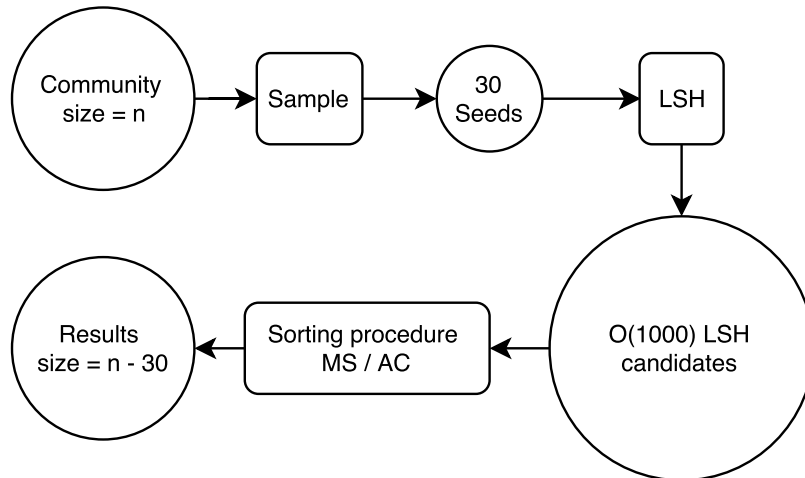 Community
size = n
Sample
30
Seeds
LSH
O(1000) LSH
candidates
Sorting procedure
MS / AC
Results
size = n - 30